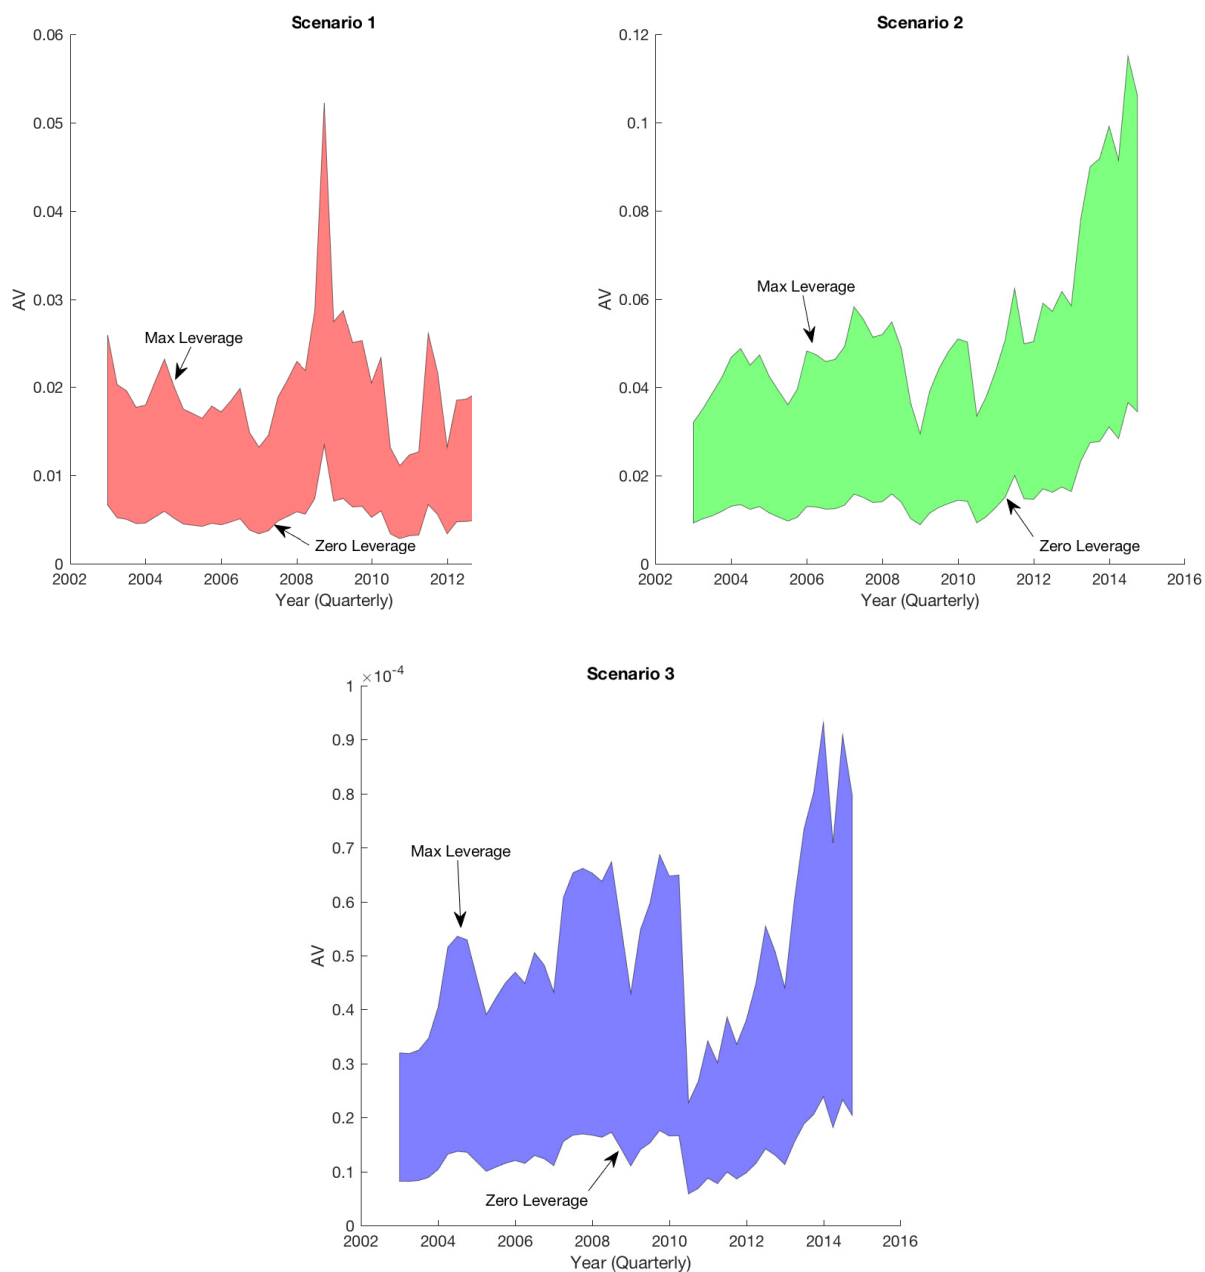 Scenario 1
0.06
0.05
0.04
0.03
0.02
0.01
0
AV
Max Leverage
Zero Leverage
2002 2004 2006 2008 2010 2012
Year (Quarterly)
Scenario 2
0.12
0.1
0.08
0.06
0.04
0.02
0
AV
Max Leverage
Zero Leverage
2002 2004 2006 2008 2010 2012 2014 2016
Year (Quarterly)
Scenario 3
×10-4
1
0.9
0.8
0.7
0.6
0.5
0.4
0.3
0.2
0.1
0
AV
Max Leverage
Zero Leverage
2002 2004 2006 2008 2010 2012 2014 2016
Year (Quarterly)